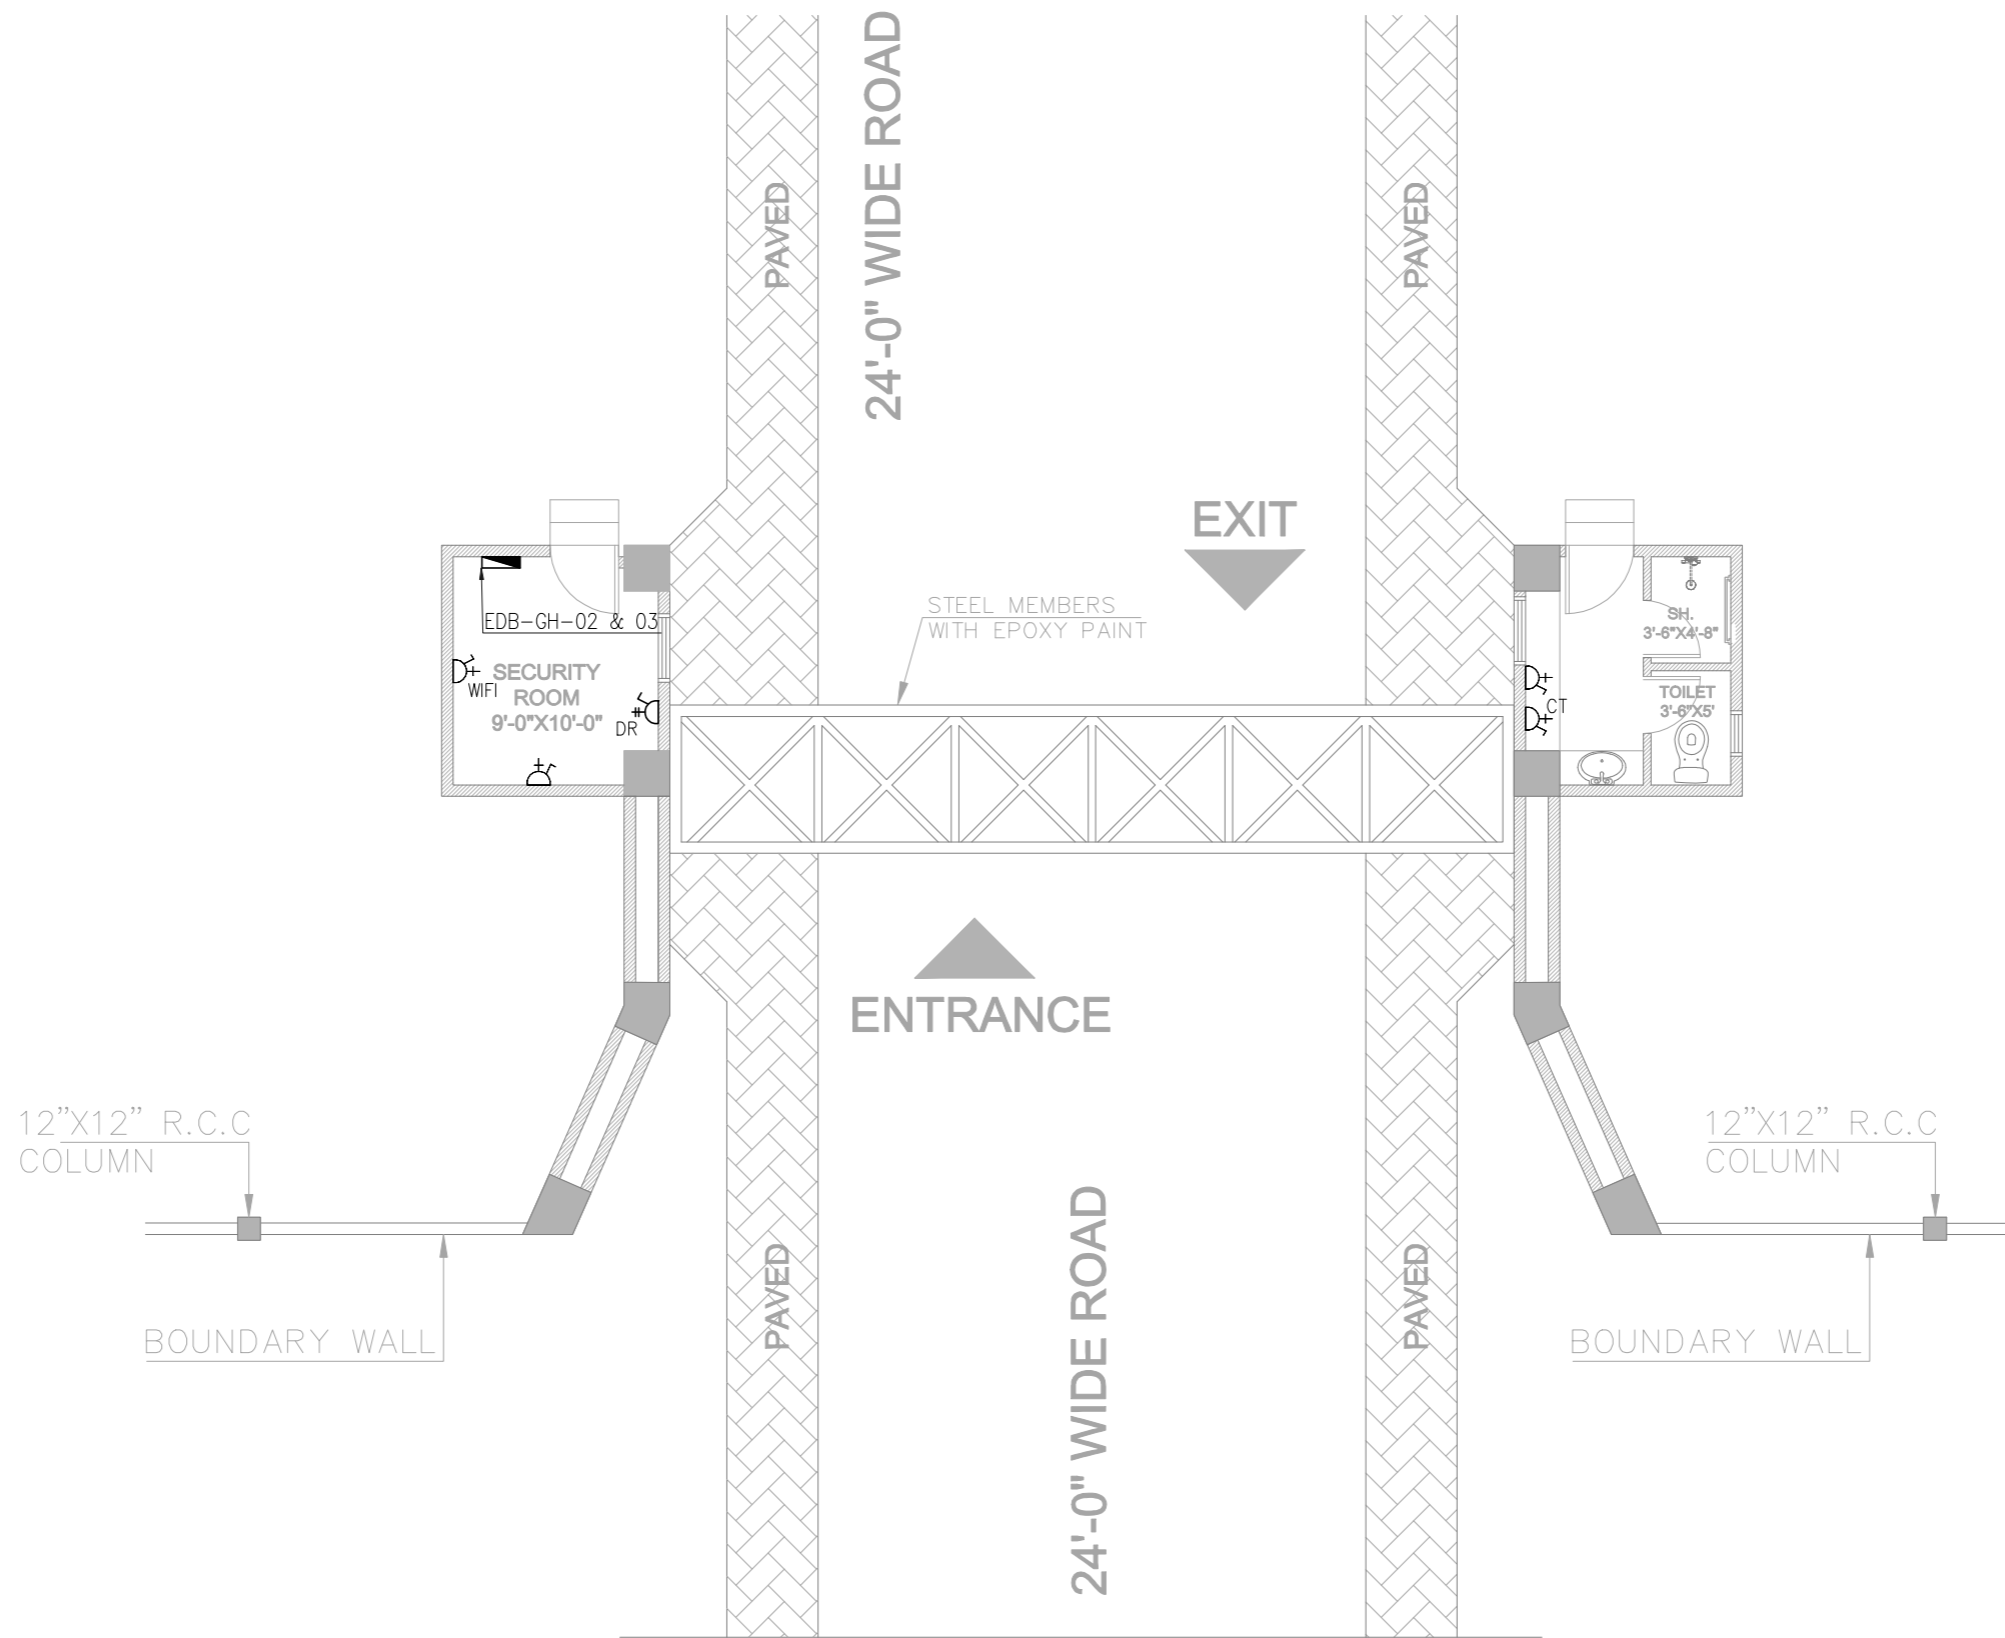 24'-0" WIDE ROAD
PAVED
PAVED
EXIT
STEEL MEMBERS
WITH EPOXY PAINT
EDB-GH-02 & 03
SECURITY
ROOM
9'-0"X10'-0"
WIFI
DR
SH.
3'-6"X4'-8"
TOILET
3'-6"X5'
CT
ENTRANCE
12”X12” R.C.C
COLUMN
12”X12” R.C.C
COLUMN
24'-0" WIDE ROAD
PAVED
PAVED
BOUNDARY WALL
BOUNDARY WALL